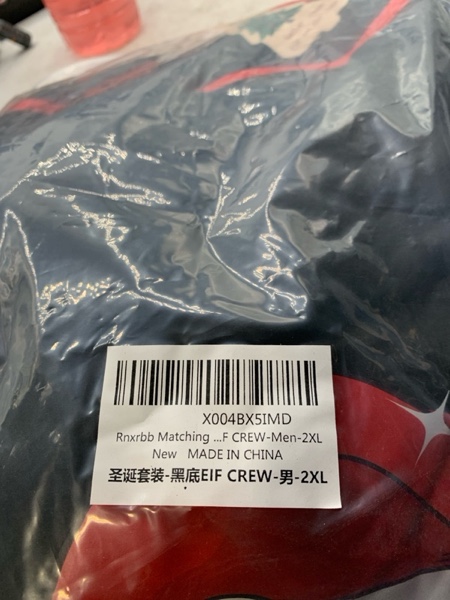 X004BX5IMD
Rnxrbb Matching ...F CREW-Men-2XL
New MADE IN CHINA
圣诞套装-黑底ElF CREW-男-2XL